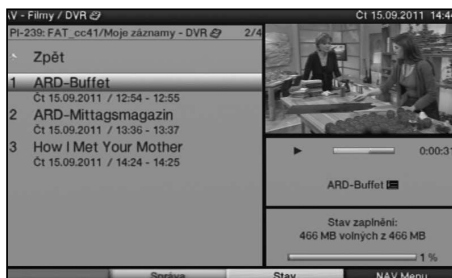 AV - Filmy / DVR Čt 15.09.2011 14:44
PI-239: FAT_cc41/Moje záznamy - DVR 2/4
Zpět
1 ARD-Buffet
Čt 15.09.2011 / 12:54 - 12:55
2 ARD-Mittagsmagazin
Čt 15.09.2011 / 13:36 - 13:37
3 How I Met Your Mother
Čt 15.09.2011 / 14:24 - 14:25
0:00:31
ARD-Buffet
Stav zaplnění:
466 MB volných z 466 MB
1 %
Správa Stav NAV Menu